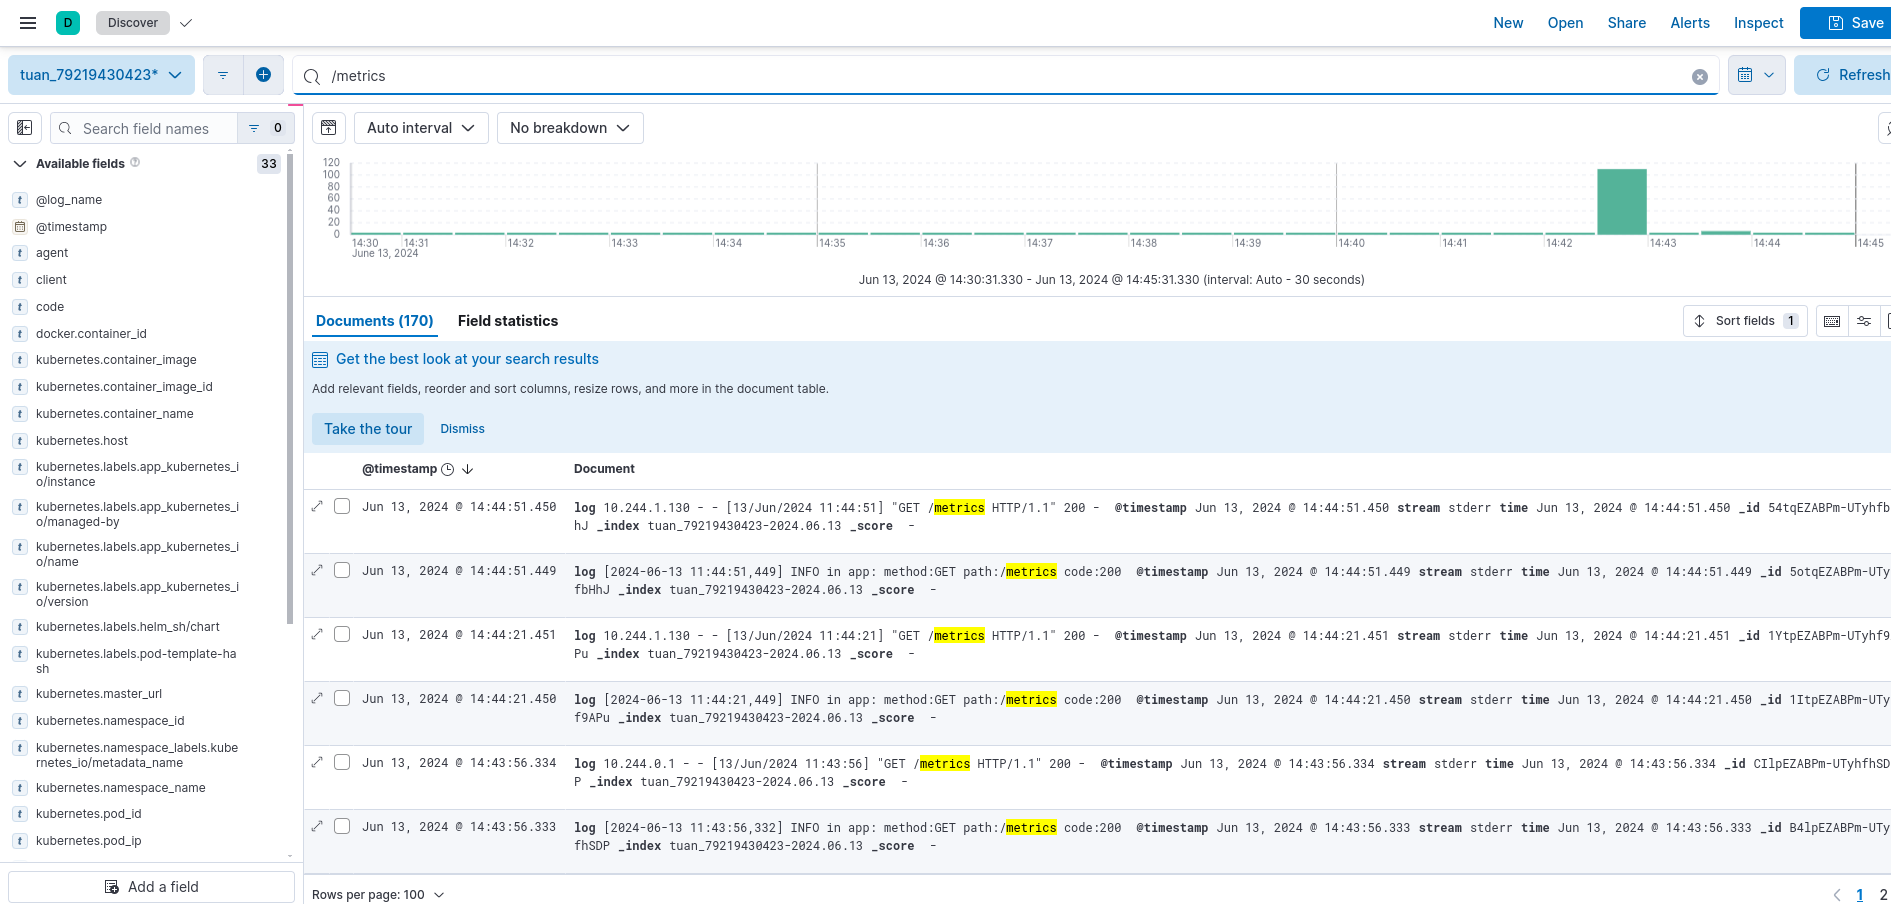 D Discover New Open Share Alerts Inspect Save
tuan_79219430423* /metrics Refresh
Search field names 0
Auto interval No breakdown
Available fields 33
@log_name
@timestamp
agent
client
code
docker.container_id
kubernetes.container_image
kubernetes.container_image_id
kubernetes.container_name
kubernetes.host
kubernetes.labels.app_kubernetes_i
o/instance
kubernetes.labels.app_kubernetes_i
o/managed-by
kubernetes.labels.app_kubernetes_i
o/name
kubernetes.labels.app_kubernetes_i
o/version
kubernetes.labels.helm_sh/chart
kubernetes.labels.pod-template-ha
sh
kubernetes.master_url
kubernetes.namespace_id
kubernetes.namespace_labels.kube
rnetes_io/metadata_name
kubernetes.namespace_name
kubernetes.pod_id
kubernetes.pod_ip
Add a field
120
100
80
60
40
20
0
14:30 14:31 14:32 14:33 14:34 14:35 14:36 14:37 14:38 14:39 14:40 14:41 14:42 14:43 14:44 14:45
June 13, 2024
Jun 13, 2024 @ 14:30:31.330 - Jun 13, 2024 @ 14:45:31.330 (interval: Auto - 30 seconds)
Documents (170) Field statistics Sort fields 1
Get the best look at your search results
Add relevant fields, reorder and sort columns, resize rows, and more in the document table.
Take the tour Dismiss
@timestamp Document
Jun 13, 2024 @ 14:44:51.450 log 10.244.1.130 - - [13/Jun/2024 11:44:51] "GET /metrics HTTP/1.1" 200 - @timestamp Jun 13, 2024 @ 14:44:51.450 stream stderr time Jun 13, 2024 @ 14:44:51.450 _id 54tqEZABPm-UTyhfb
hJ _index tuan_79219430423-2024.06.13 _score -
Jun 13, 2024 @ 14:44:51.449 log [2024-06-13 11:44:51,449] INFO in app: method:GET path:/metrics code:200 @timestamp Jun 13, 2024 @ 14:44:51.449 stream stderr time Jun 13, 2024 @ 14:44:51.449 _id 5otqEZABPm-UTy
fbHhJ _index tuan_79219430423-2024.06.13 _score -
Jun 13, 2024 @ 14:44:21.451 log 10.244.1.130 - - [13/Jun/2024 11:44:21] "GET /metrics HTTP/1.1" 200 - @timestamp Jun 13, 2024 @ 14:44:21.451 stream stderr time Jun 13, 2024 @ 14:44:21.451 _id 1YtpEZABPm-UTyhf9
Pu _index tuan_79219430423-2024.06.13 _score -
Jun 13, 2024 @ 14:44:21.450 log [2024-06-13 11:44:21,449] INFO in app: method:GET path:/metrics code:200 @timestamp Jun 13, 2024 @ 14:44:21.450 stream stderr time Jun 13, 2024 @ 14:44:21.450 _id 1ItpEZABPm-UTy
f9APu _index tuan_79219430423-2024.06.13 _score -
Jun 13, 2024 @ 14:43:56.334 log 10.244.0.1 - - [13/Jun/2024 11:43:56] "GET /metrics HTTP/1.1" 200 - @timestamp Jun 13, 2024 @ 14:43:56.334 stream stderr time Jun 13, 2024 @ 14:43:56.334 _id CIlpEZABPm-UTyhfhSD
P _index tuan_79219430423-2024.06.13 _score -
Jun 13, 2024 @ 14:43:56.333 log [2024-06-13 11:43:56,332] INFO in app: method:GET path:/metrics code:200 @timestamp Jun 13, 2024 @ 14:43:56.333 stream stderr time Jun 13, 2024 @ 14:43:56.333 _id B4lpEZABPm-UTy
fhSDP _index tuan_79219430423-2024.06.13 _score -
Rows per page: 100 1 2